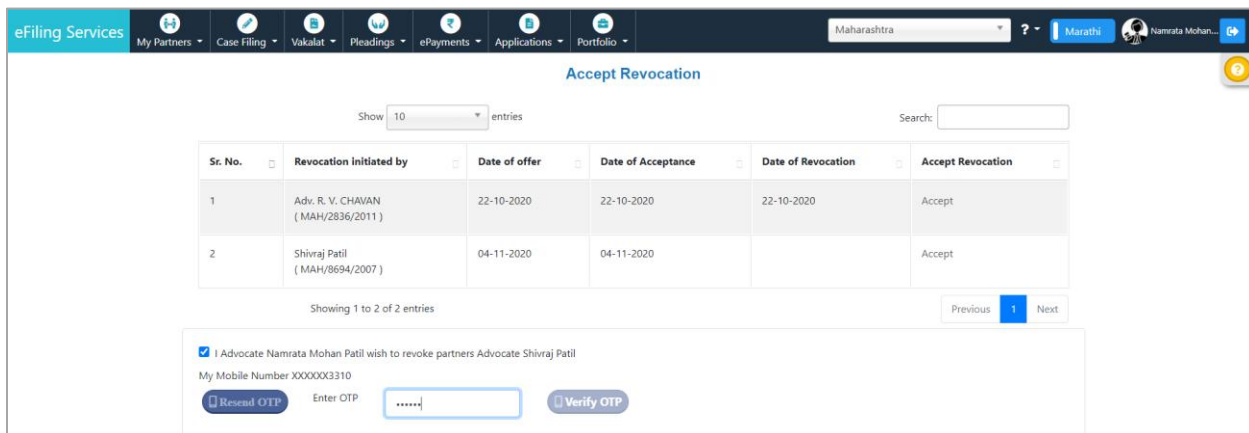 eFiling Services
My Partners
Case Filing
Vakalat
Pleadings
ePayments
Applications
Portfolio
Maharashtra
?
Marathi
Namrata Mohan...
Accept Revocation
Show 10 entries
Search:
Sr. No. Revocation initiated by Date of offer Date of Acceptance Date of Revocation Accept Revocation
1 Adv. R. V. CHAVAN 22-10-2020 22-10-2020 22-10-2020 Accept
( MAH/2836/2011 )
2 Shivraj Patil 04-11-2020 04-11-2020 Accept
( MAH/8694/2007 )
Showing 1 to 2 of 2 entries
Previous 1 Next
I Advocate Namrata Mohan Patil wish to revoke partners Advocate Shivraj Patil
My Mobile Number XXXXXX3310
Resend OTP Enter OTP •••••• Verify OTP